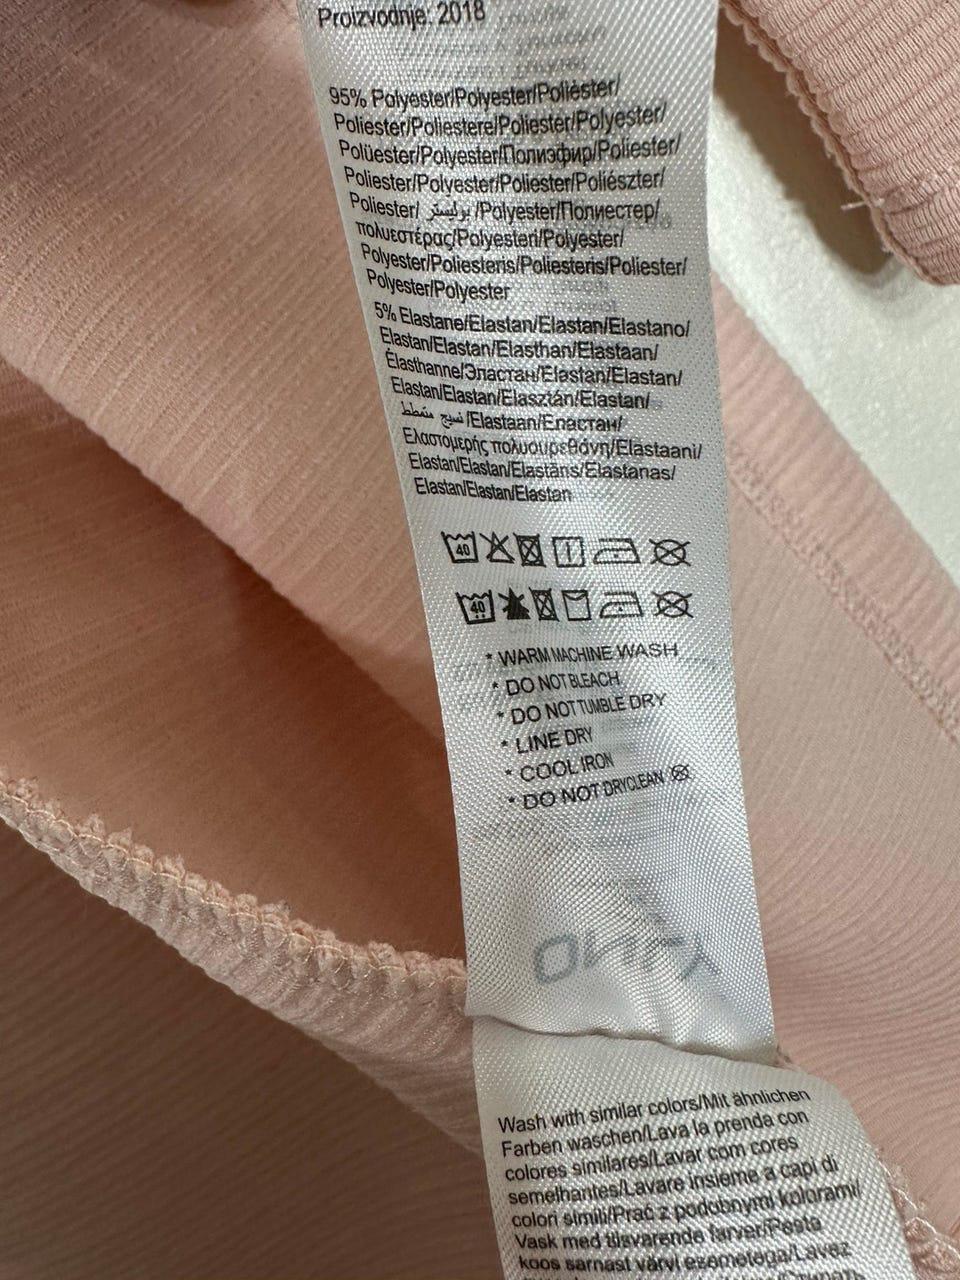 Proizvodnje: 2018
95% Polyester/Polyester/Poliéster/
Poliester/Poliestere/Poliester/Polyester/
Polüester/Polyester/Полиэфир/Poliester/
Poliester/Polyester/Poliester/Poliészter/
Poliester/ بوليستر /Polyester/Полиестер/
πολυεστέρας/Polyesteri/Polyester/
Polyester/Poliesteris/Poliesteris/Poliester/
Polyester/Polyester
5% Elastane/Elastan/Elastan/Elastano/
Elastan/Elastan/Elasthan/Elastaan/
Élasthanne/Эластан/Elastan/Elastan/
Elastan/Elastan/Elasztán/Elastan/
نسيج متمطط /Elastaan/Еластан/
Ελαστομερής πολυουρεθάνη/Elastaani/
Elastan/Elastan/Elastāns/Elastanas/
Elastan/Elastan/Elastan
40
40
* WARM MACHINE WASH
* DO NOT BLEACH
* DO NOT TUMBLE DRY
* LINE DRY
* COOL IRON
* DO NOT DRYCLEAN
Wash with similar colors/Mit ähnlichen
Farben waschen/Lava la prenda con
colores similares/Lavar com cores
semelhantes/Lavare insieme a capi di
colori simili/Prać z podobnymi kolorami/
Vask med tilsvarende farver/Pesta
koos sarnast värvi esemetega/Lavez